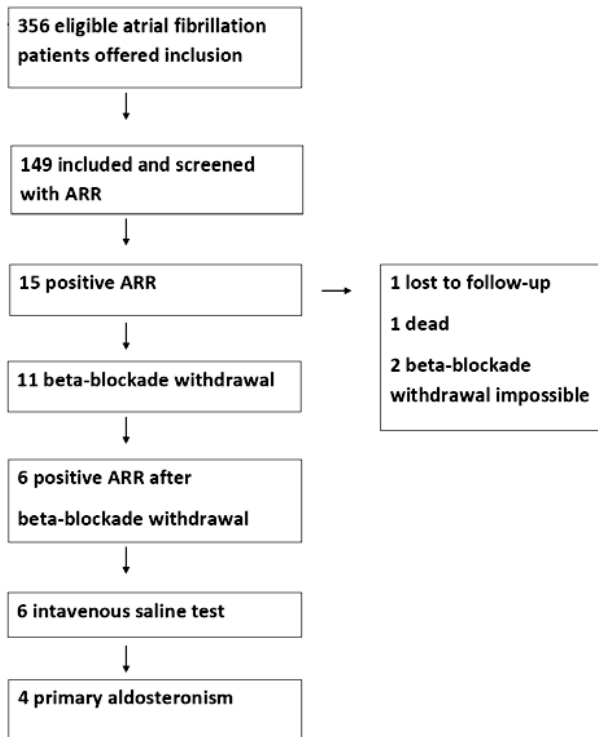 356 eligible atrial fibrillation
patients offered inclusion
149 included and screened
with ARR
15 positive ARR
1 lost to follow-up
1 dead
2 beta-blockade
withdrawal impossible
11 beta-blockade withdrawal
6 positive ARR after
beta-blockade withdrawal
6 intavenous saline test
4 primary aldosteronism